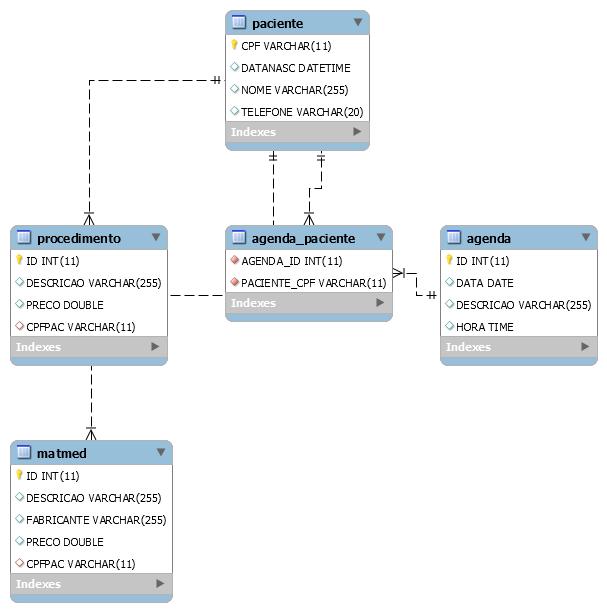 paciente
CPF VARCHAR(11)
DATANASC DATETIME
NOME VARCHAR(255)
TELEFONE VARCHAR(20)
Indexes
procedimento
ID INT(11)
DESCRICAO VARCHAR(255)
PRECO DOUBLE
CPFPAC VARCHAR(11)
Indexes
agenda_paciente
AGENDA_ID INT(11)
PACIENTE_CPF VARCHAR(11)
Indexes
agenda
ID INT(11)
DATA DATE
DESCRICAO VARCHAR(255)
HORA TIME
Indexes
matmed
ID INT(11)
DESCRICAO VARCHAR(255)
FABRICANTE VARCHAR(255)
PRECO DOUBLE
CPFPAC VARCHAR(11)
Indexes